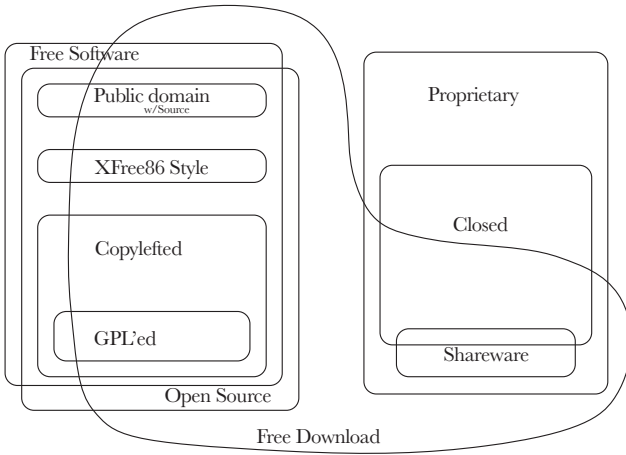 Free Software
Public domain
w/Source
XFree86 Style
Copylefted
GPL'ed
Open Source
Proprietary
Closed
Shareware
Free Download